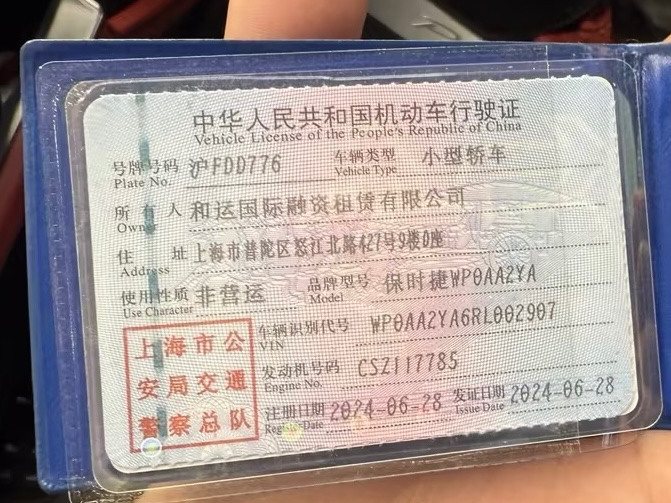 中华人民共和国机动车行驶证
Vehicle License of the People's Republic of China
号牌号码 沪FDD776 车辆类型 小型轿车
Plate No. Vehicle Type
所有人 和运国际融资租赁有限公司
Owner
住址 上海市普陀区怒江北路427号9楼D座
Address
使用性质 非营运 品牌型号 保时捷WP0AA2YA
Use Character Model
车辆识别代号 WP0AA2YA6RL002907
VIN
发动机号码 CSZ117785
Engine No.
注册日期 2024-06-28 发证日期 2024-06-28
Register Date Issue Date
上海市公
安局交通
警察总队